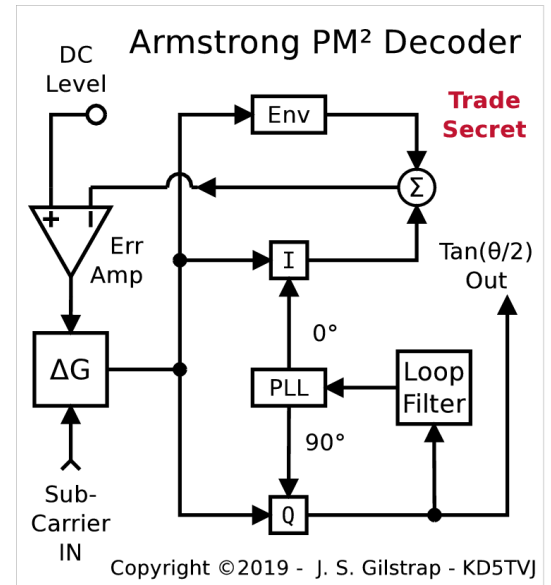 Armstrong PM² Decoder
DC
Level
Env
Trade
Secret
Σ
+
−
Err
Amp
I
Tan(θ/2)
Out
0°
ΔG
PLL
Loop
Filter
90°
Sub-
Carrier
IN
Q
Copyright ©2019 - J. S. Gilstrap - KD5TVJ